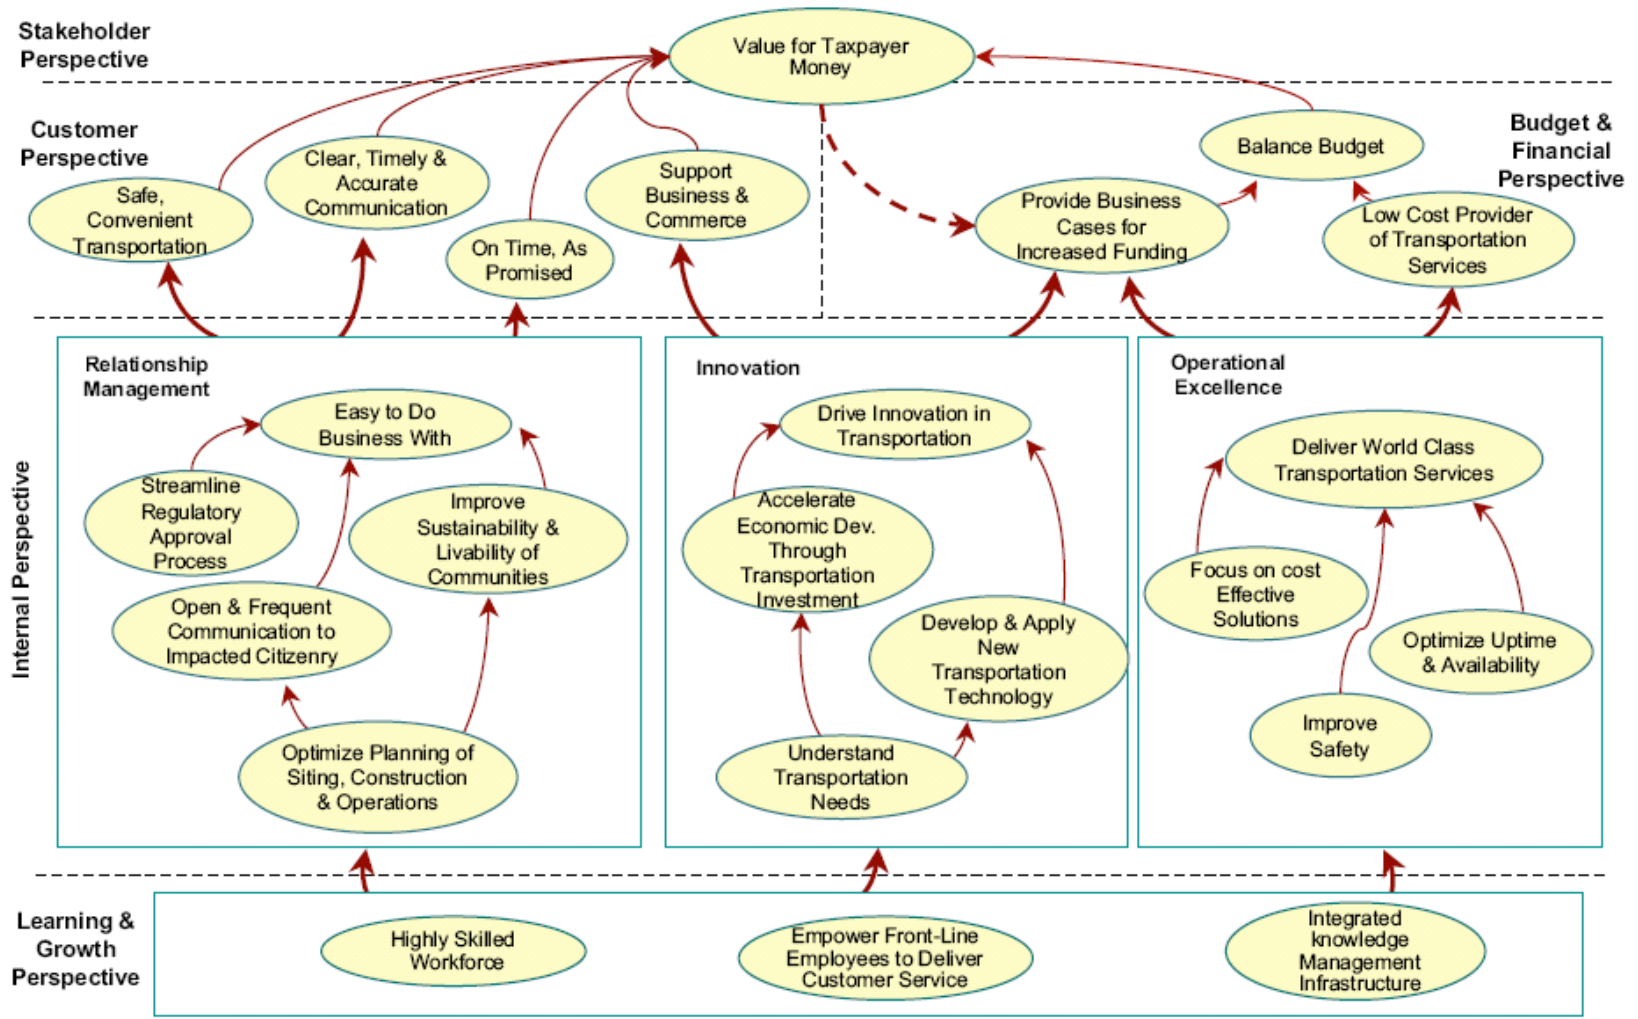 Stakeholder
Perspective
Value for Taxpayer
Money
Customer
Perspective
Safe,
Convenient
Transportation
Clear, Timely &
Accurate
Communication
On Time, As
Promised
Support
Business &
Commerce
Provide Business
Cases for
Increased Funding
Balance Budget
Low Cost Provider
of Transportation
Services
Budget &
Financial
Perspective
Internal Perspective
Relationship
Management
Easy to Do
Business With
Streamline
Regulatory
Approval
Process
Improve
Sustainability &
Livability of
Communities
Open & Frequent
Communication to
Impacted Citizenry
Optimize Planning of
Siting, Construction
& Operations
Innovation
Drive Innovation in
Transportation
Accelerate
Economic Dev.
Through
Transportation
Investment
Develop & Apply
New
Transportation
Technology
Understand
Transportation
Needs
Operational
Excellence
Deliver World Class
Transportation Services
Focus on cost
Effective
Solutions
Optimize Uptime
& Availability
Improve
Safety
Learning &
Growth
Perspective
Highly Skilled
Workforce
Empower Front-Line
Employees to Deliver
Customer Service
Integrated
knowledge
Management
Infrastructure